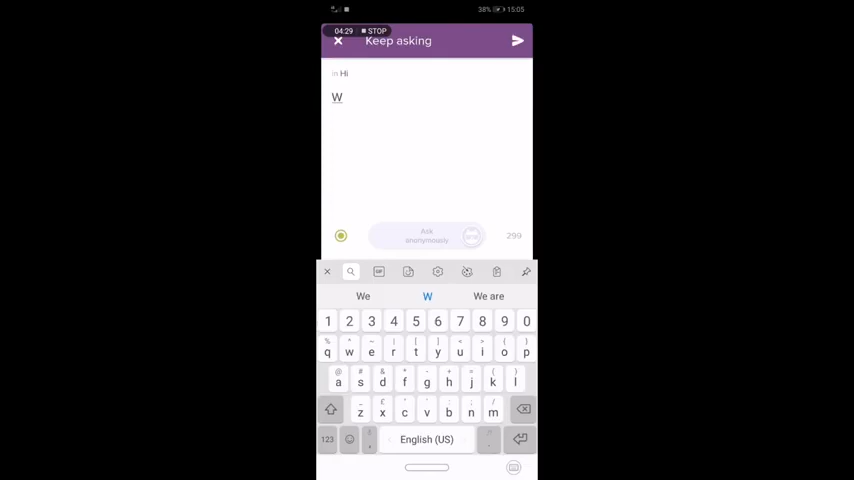 38% 15:05
04:29 STOP
Keep asking
in Hi
W
Ask
anonymously
299
GIF
We W We are
1 2 3 4 5 6 7 8 9 0
% ^ ~ | [ ] < > { }
q w e r t y u i o p
@ # & * - + = ( )
a s d f g h j k l
_ £ " ' : ; /
z x c v b n m
123 , English (US) .